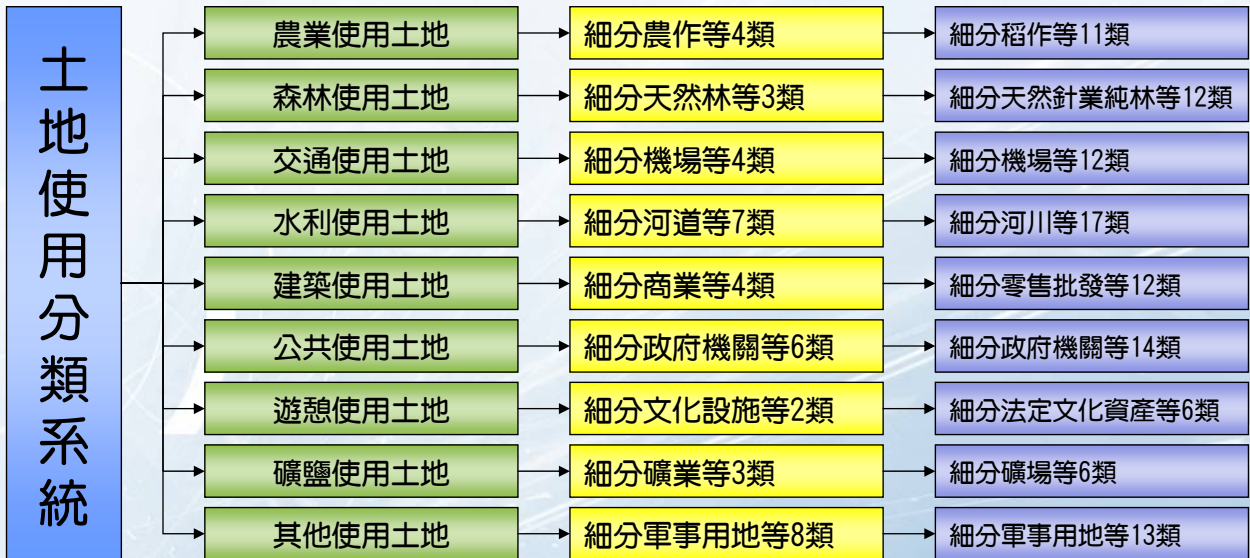 土地使用分類系統
農業使用土地
細分農作等4類
細分稻作等11類
森林使用土地
細分天然林等3類
細分天然針業純林等12類
交通使用土地
細分機場等4類
細分機場等12類
水利使用土地
細分河道等7類
細分河川等17類
建築使用土地
細分商業等4類
細分零售批發等12類
公共使用土地
細分政府機關等6類
細分政府機關等14類
遊憩使用土地
細分文化設施等2類
細分法定文化資產等6類
礦鹽使用土地
細分礦業等3類
細分礦場等6類
其他使用土地
細分軍事用地等8類
細分軍事用地等13類